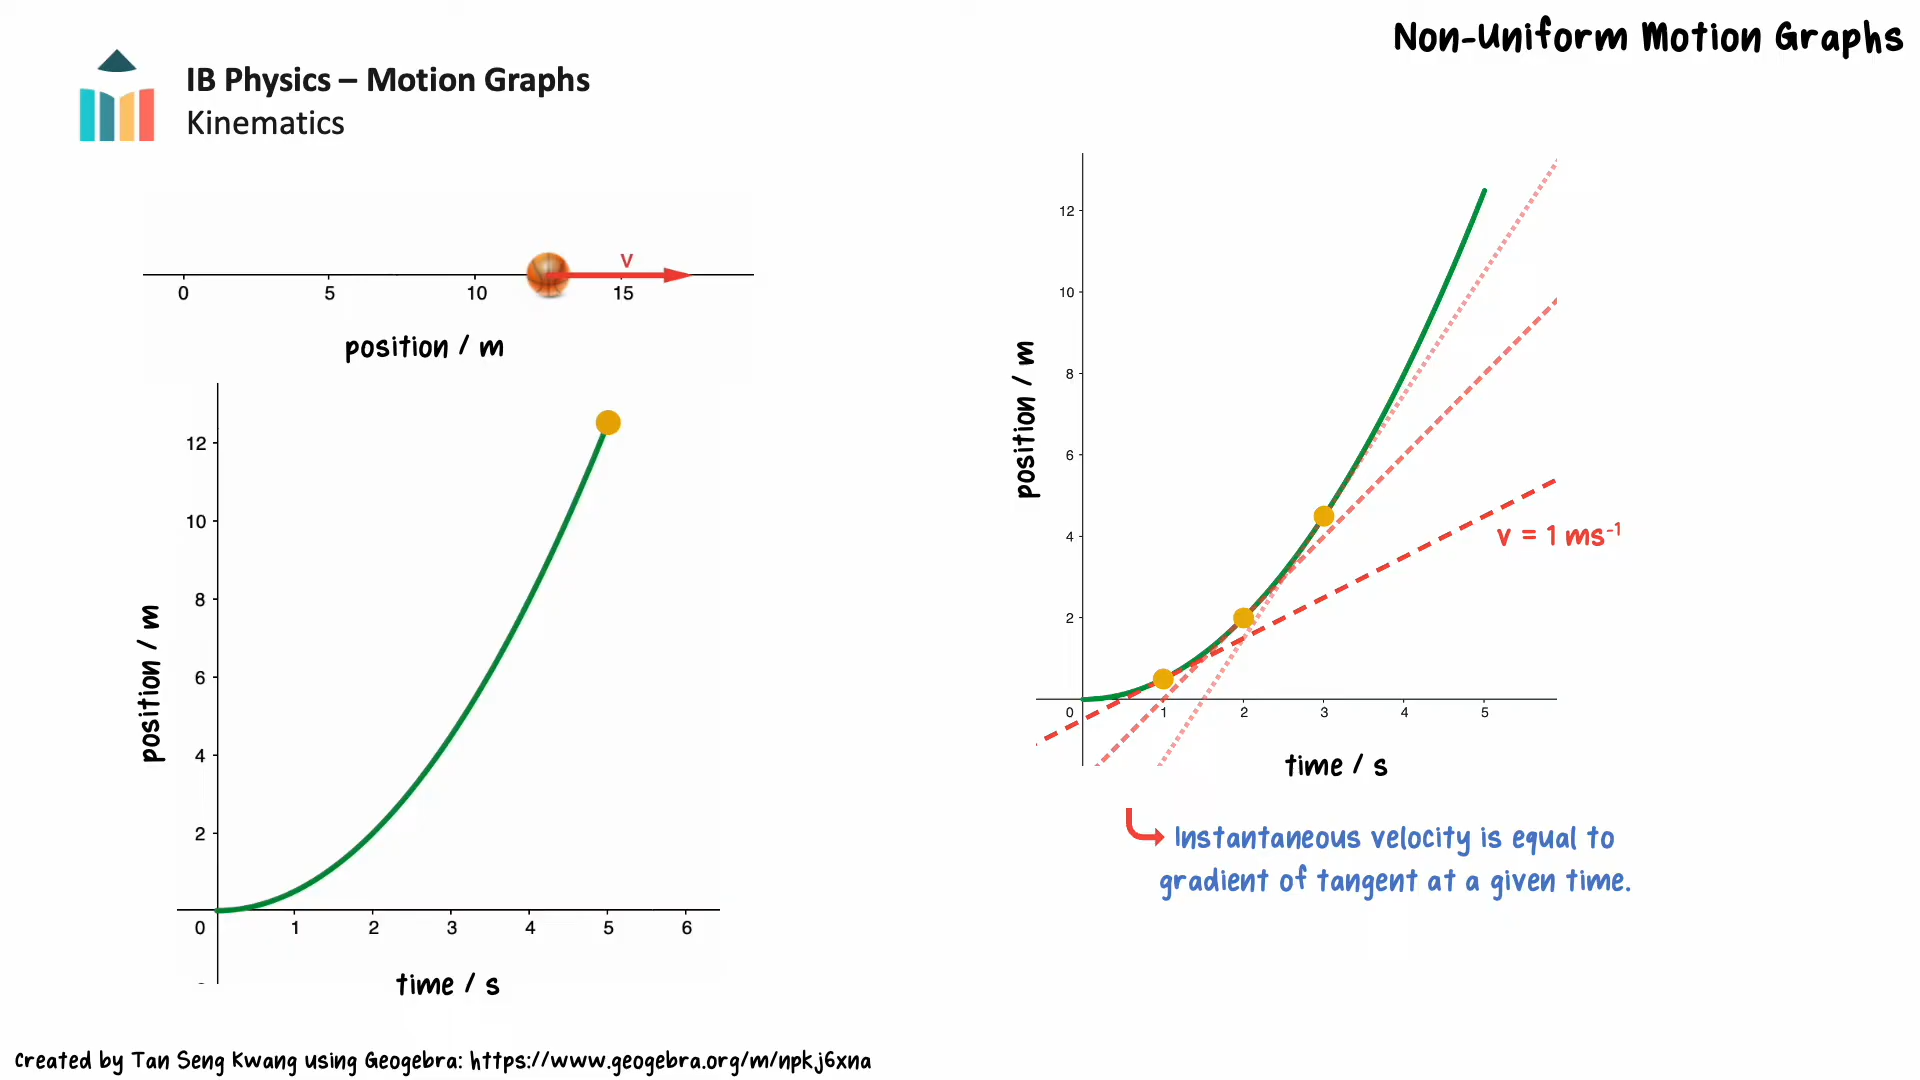 Non-Uniform Motion Graphs
IB Physics – Motion Graphs
Kinematics
v
0 5 10 15
position / m
12
10
8
6
4
2
0 1 2 3 4 5 6
position / m
time / s
12
10
8
6
4
2
0 1 2 3 4 5
position / m
v = 1 ms⁻¹
time / s
Instantaneous velocity is equal to
gradient of tangent at a given time.
Created by Tan Seng Kwang using Geogebra: https://www.geogebra.org/m/npkj6xna